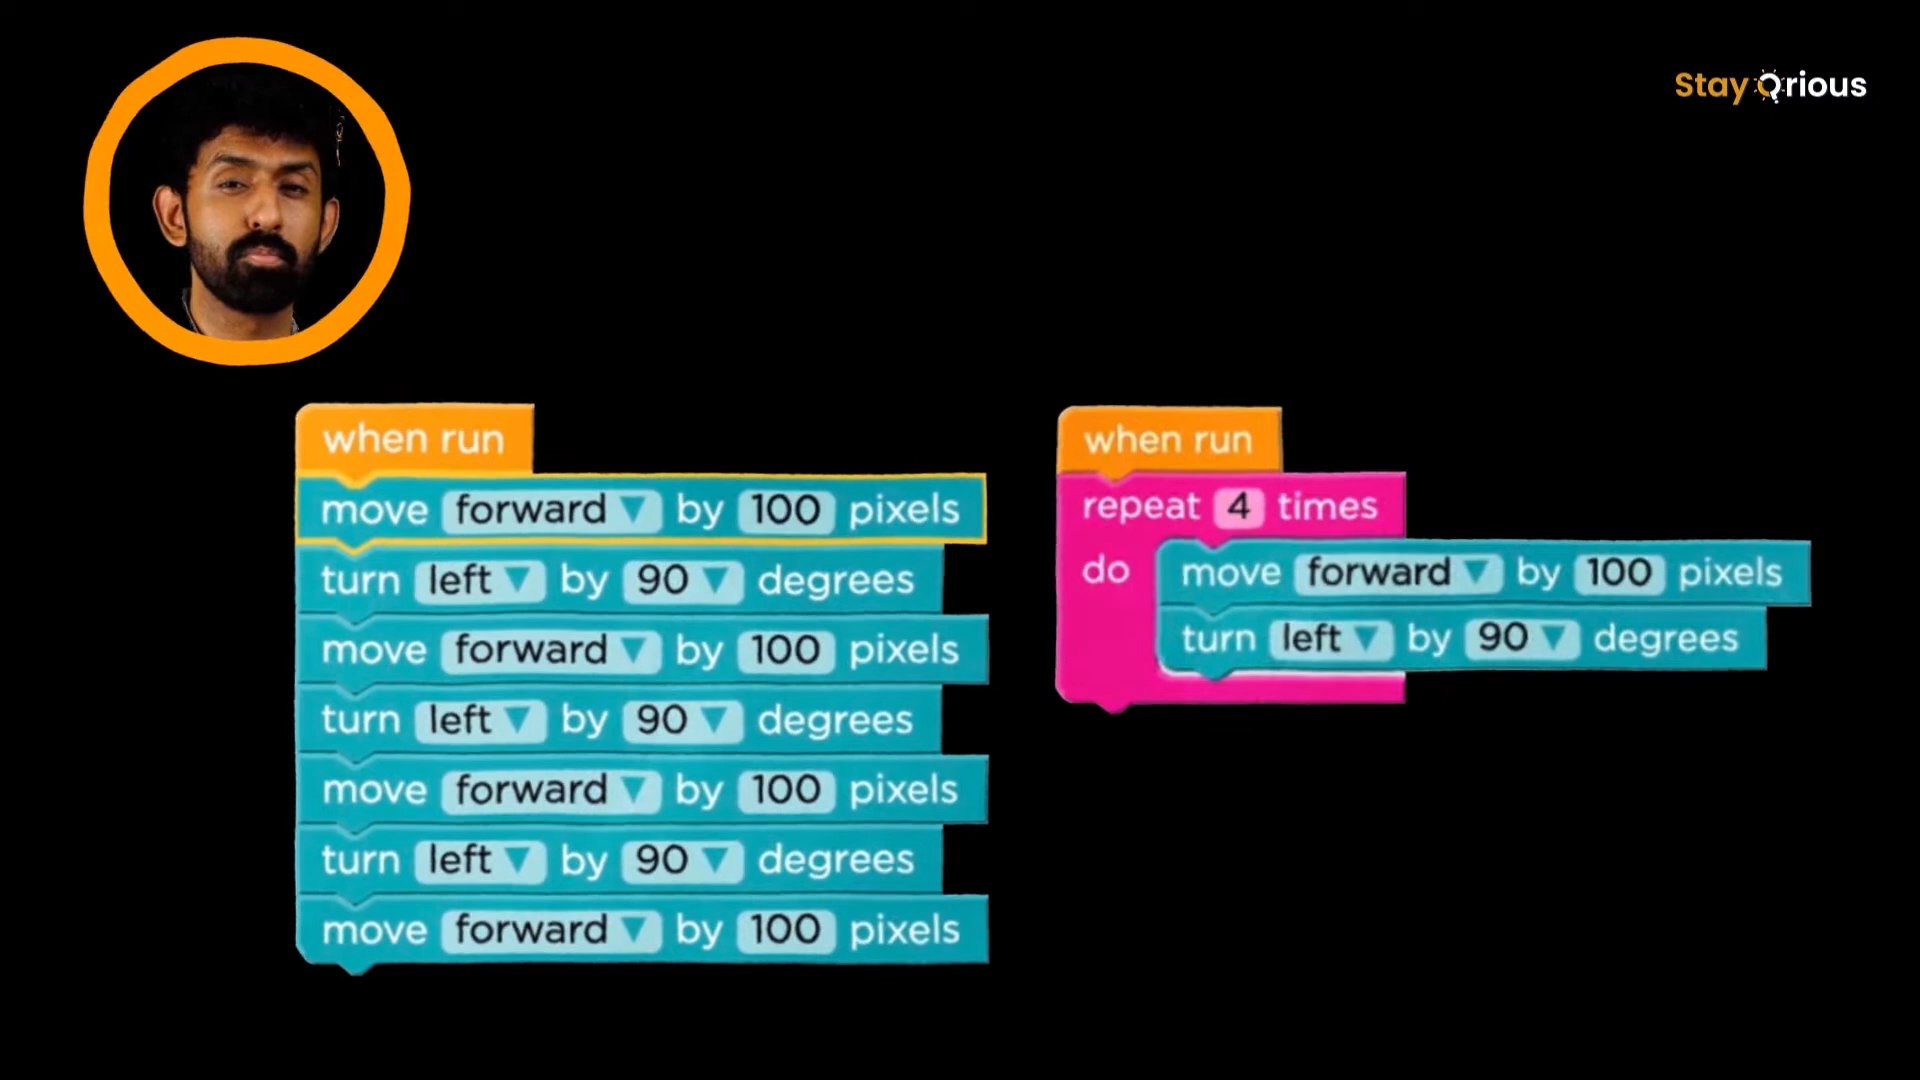 Stay Qrious
when run
move forward ▼ by 100 pixels
turn left ▼ by 90 ▼ degrees
move forward ▼ by 100 pixels
turn left ▼ by 90 ▼ degrees
move forward ▼ by 100 pixels
turn left ▼ by 90 ▼ degrees
move forward ▼ by 100 pixels
when run
repeat 4 times
do move forward ▼ by 100 pixels
turn left ▼ by 90 ▼ degrees